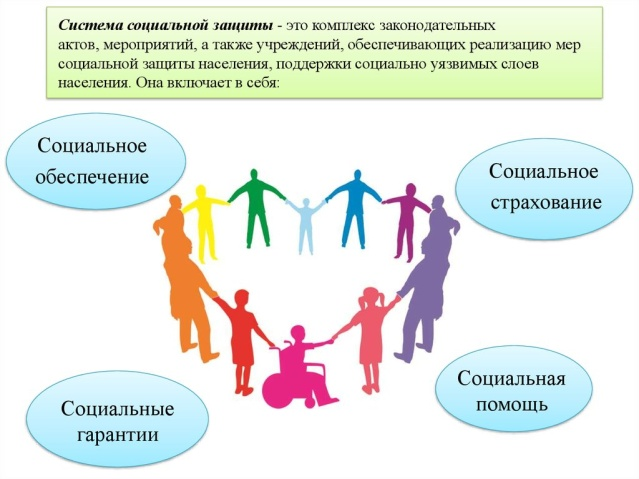 Система социальной защиты - это комплекс законодательных
актов, мероприятий, а также учреждений, обеспечивающих реализацию мер
социальной защиты населения, поддержки социально уязвимых слоев
населения. Она включает в себя:
Социальное
обеспечение
Социальное
страхование
Социальные
гарантии
Социальная
помощь